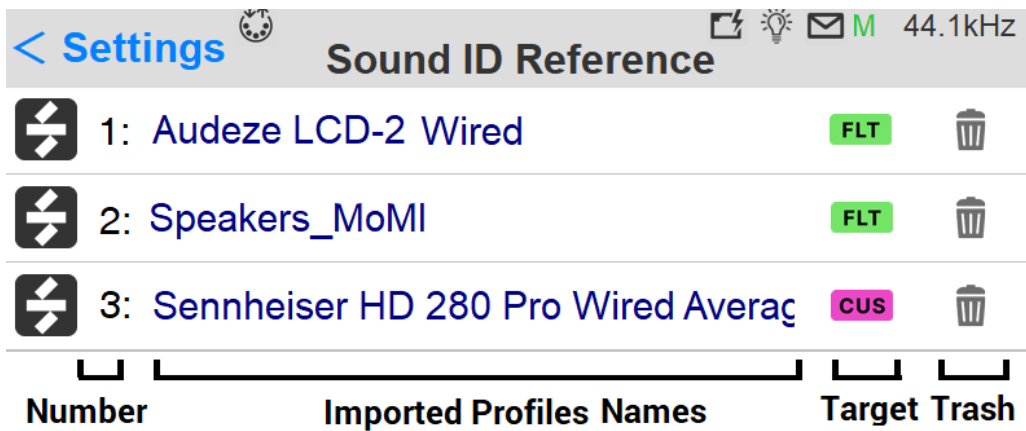 < Settings Sound ID Reference M 44.1kHz
1: Audeze LCD-2 Wired FLT
2: Speakers_MoMI FLT
3: Sennheiser HD 280 Pro Wired Averag CUS
Number Imported Profiles Names Target Trash